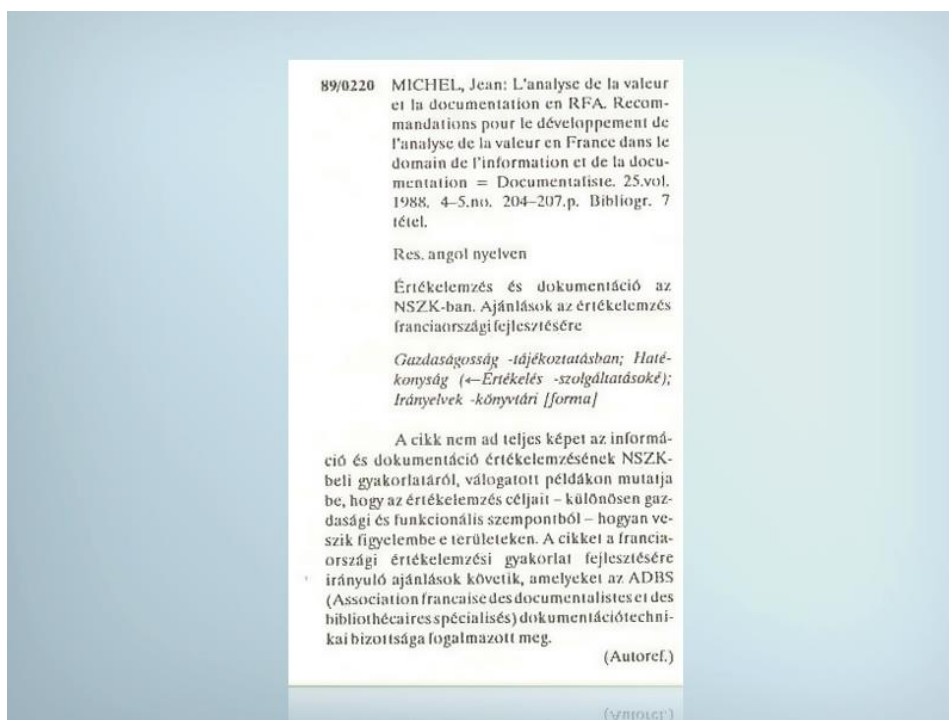 89/0220 MICHEL, Jean: L'analyse de la valeur
et la documentation en RFA. Recom-
mandations pour le développement de
l'analyse de la valeur en France dans le
domain de l'information et de la docu-
mentation = Documentaliste. 25.vol.
1988. 4–5.no. 204–207.p. Bibliogr. 7
tétel.
Res. angol nyelven
Értékelemzés és dokumentáció az
NSZK-ban. Ajánlások az értékelemzés
franciaországi fejlesztésére
Gazdaságosság -tájékoztatásban; Haté-
konyság (←Értékelés -szolgáltatásoké);
Irányelvek -könyvtári [forma]
A cikk nem ad teljes képet az informá-
ció és dokumentáció értékelemzésének NSZK-
beli gyakorlatáról, válogatott példákon mutatja
be, hogy az értékelemzés céljait – különösen gaz-
dasági és funkcionális szempontból – hogyan ve-
szik figyelembe e területeken. A cikket a francia-
országi értékelemzési gyakorlat fejlesztésére
irányuló ajánlások követik, amelyeket az ADBS
(Association francaise des documentalistes et des
bibliothécaires spécialisés) dokumentációtechni-
kai bizottsága fogalmazott meg.
(Autoref.)